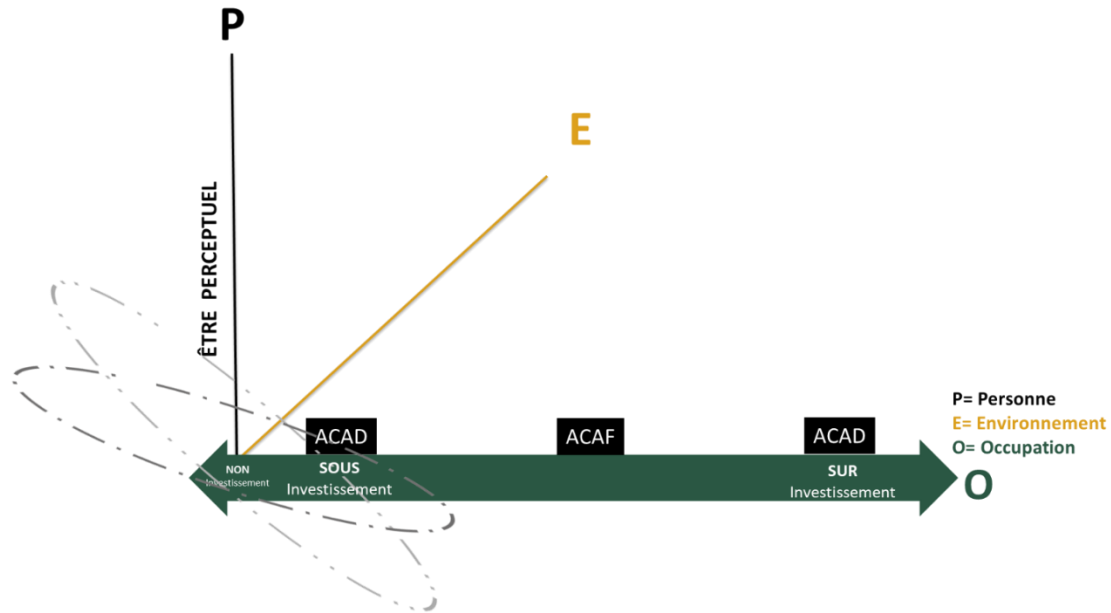 P
E
ÊTRE PERCEPTUEL
P= Personne
E= Environnement
O= Occupation
ACAD
ACAF
ACAD
NON
Investissement
SOUS
Investissement
SUR
Investissement
O